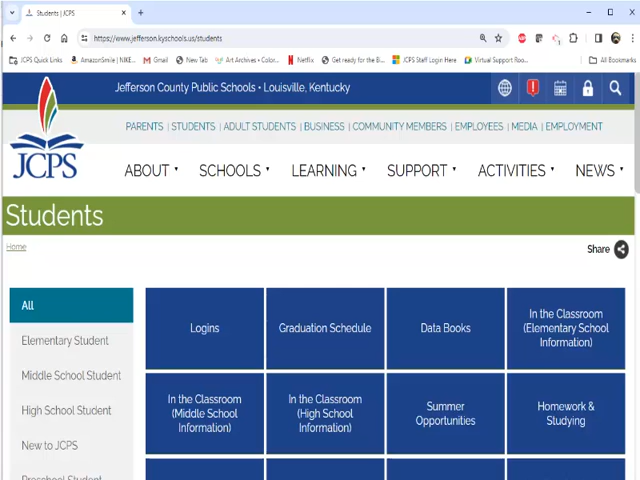 Students | JCPS
https://www.jefferson.kyschools.us/students
JCPS Quick Links
AmazonSmile / NIKE...
Gmail
New Tab
Art Archives • Color...
Netflix
Get ready for the B...
JCPS Staff Login Here
Virtual Support Roo...
All Bookmarks
Jefferson County Public Schools • Louisville, Kentucky
JCPS
PARENTS | STUDENTS | ADULT STUDENTS | BUSINESS | COMMUNITY MEMBERS | EMPLOYEES | MEDIA | EMPLOYMENT
ABOUT SCHOOLS LEARNING SUPPORT ACTIVITIES NEWS
Students
Home
Share
All
Elementary Student
Middle School Student
High School Student
New to JCPS
Preschool Student
Logins
Graduation Schedule
Data Books
In the Classroom
(Elementary School
Information)
In the Classroom
(Middle School
Information)
In the Classroom
(High School
Information)
Summer
Opportunities
Homework &
Studying